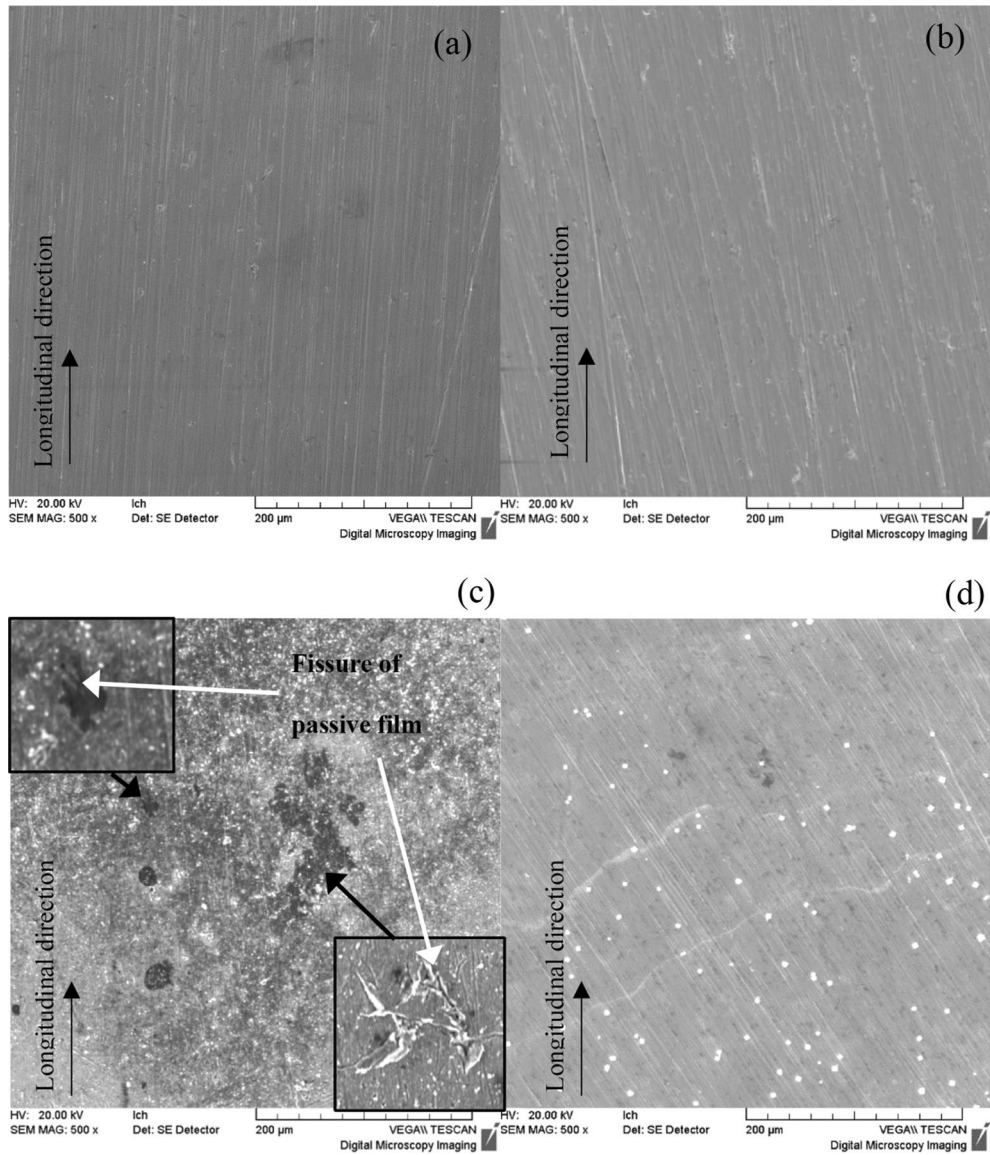 (a)
Longitudinal direction
HV: 20.00 kV Ich
SEM MAG: 500 x Det: SE Detector
200 µm
VEGA\\ TESCAN
Digital Microscopy Imaging
(b)
Longitudinal direction
HV: 20.00 kV Ich
SEM MAG: 500 x Det: SE Detector
200 µm
VEGA\\ TESCAN
Digital Microscopy Imaging
(c)
Fissure of
passive film
Longitudinal direction
HV: 20.00 kV Ich
SEM MAG: 500 x Det: SE Detector
200 µm
VEGA\\ TESCAN
Digital Microscopy Imaging
(d)
Longitudinal direction
HV: 20.00 kV Ich
SEM MAG: 500 x Det: SE Detector
200 µm
VEGA\\ TESCAN
Digital Microscopy Imaging